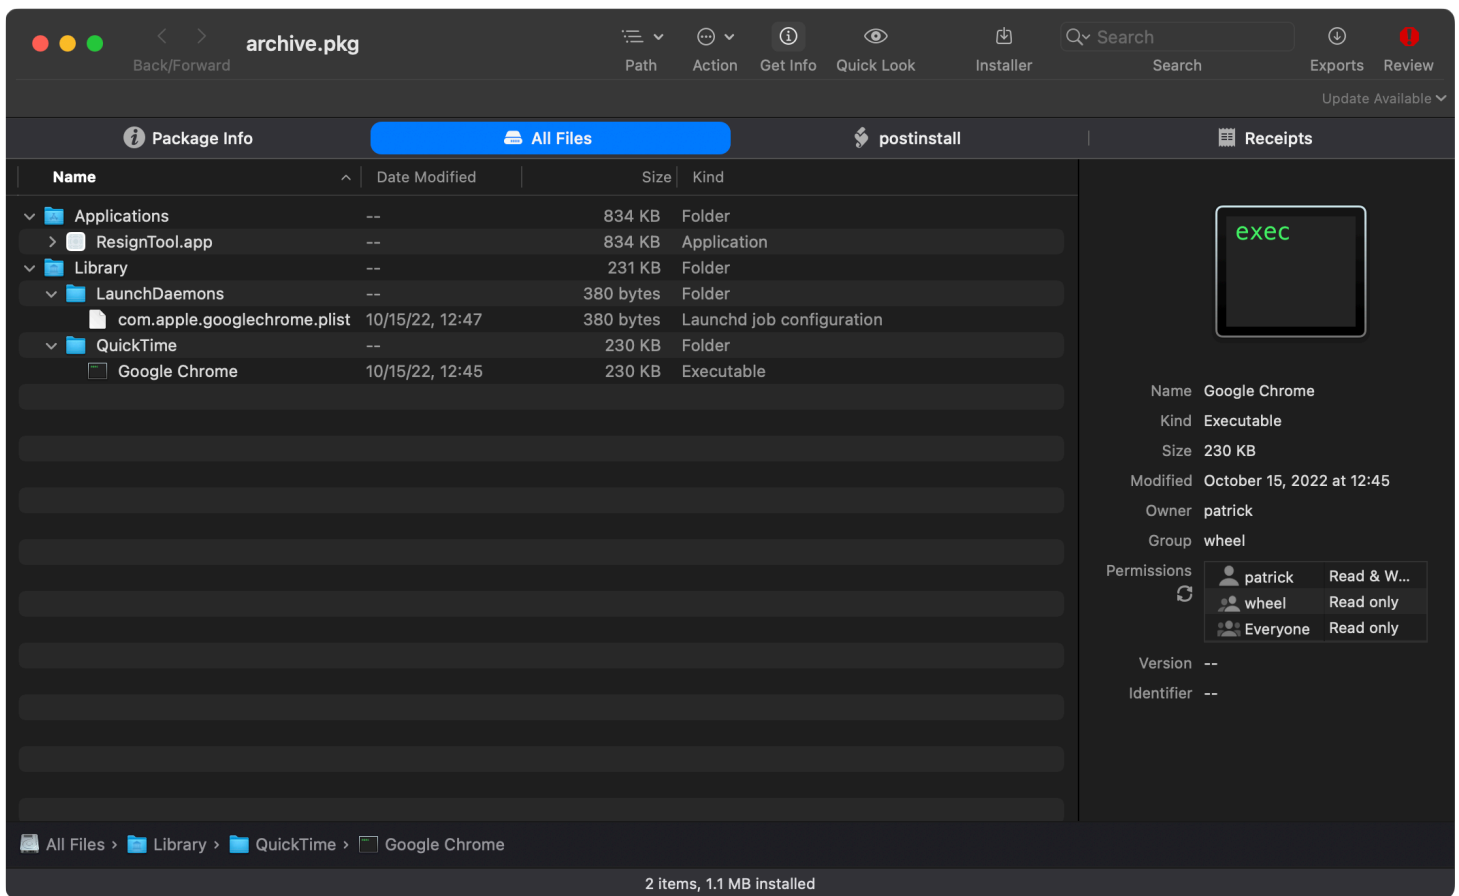 archive.pkg
Back/Forward
Path
Action
Get Info
Quick Look
Installer
Search
Search
Exports
Review
Update Available
Package Info
All Files
postinstall
Receipts
Name Date Modified Size Kind
Applications -- 834 KB Folder
ResignTool.app -- 834 KB Application
Library -- 231 KB Folder
LaunchDaemons -- 380 bytes Folder
com.apple.googlechrome.plist 10/15/22, 12:47 380 bytes Launchd job configuration
QuickTime -- 230 KB Folder
Google Chrome 10/15/22, 12:45 230 KB Executable
exec
Name Google Chrome
Kind Executable
Size 230 KB
Modified October 15, 2022 at 12:45
Owner patrick
Group wheel
Permissions patrick Read & W...
wheel Read only
Everyone Read only
Version --
Identifier --
All Files › Library › QuickTime › Google Chrome
2 items, 1.1 MB installed